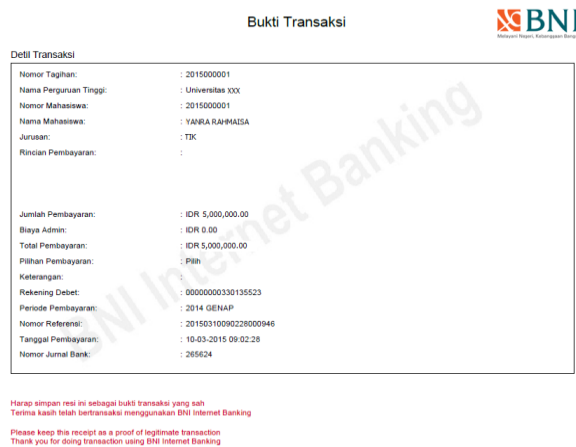 Bukti Transaksi
BNI
Melayani Negeri, Kebanggaan Bangsa
Detil Transaksi
Nomor Tagihan: : 2015000001
Nama Perguruan Tinggi: : Universitas XXX
Nomor Mahasiswa: : 2015000001
Nama Mahasiswa: : YANRA RAHMAISA
Jurusan: : TIK
Rincian Pembayaran: :
Jumlah Pembayaran: : IDR 5,000,000.00
Biaya Admin: : IDR 0.00
Total Pembayaran: : IDR 5,000,000.00
Pilihan Pembayaran: : Pilih
Keterangan: :
Rekening Debet: : 00000000330135523
Periode Pembayaran: : 2014 GENAP
Nomor Referensi: : 20150310090228000946
Tanggal Pembayaran: : 10-03-2015 09:02:28
Nomor Jurnal Bank: : 265624
BNI Internet Banking
Harap simpan resi ini sebagai bukti transaksi yang sah
Terima kasih telah bertransaksi menggunakan BNI Internet Banking
Please keep this receipt as a proof of legitimate transaction
Thank you for doing transaction using BNI Internet Banking